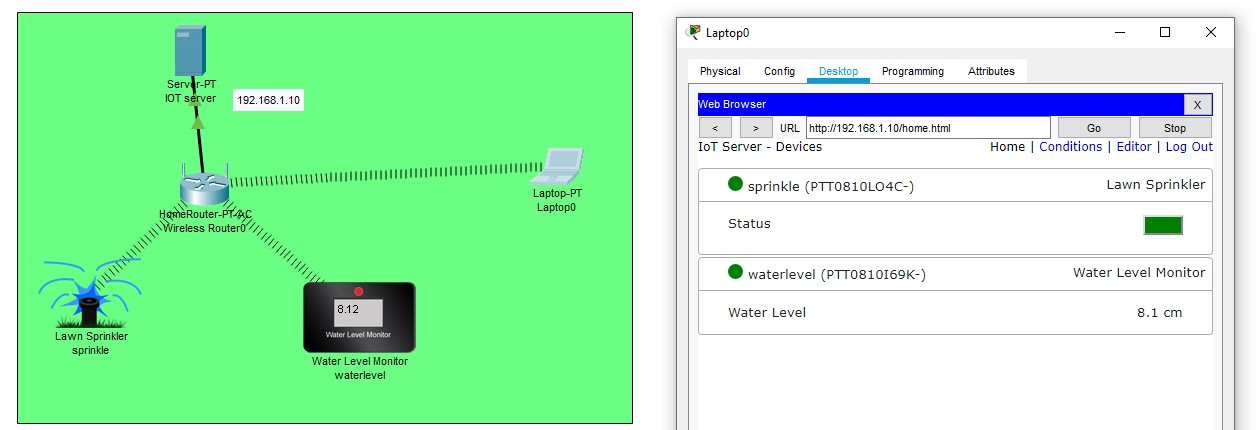 Server-PT
IOT server
192.168.1.10
HomeRouter-PT-AC
Wireless Router0
Laptop-PT
Laptop0
Lawn Sprinkler
sprinkle
8.12
Water Level Monitor
Water Level Monitor
waterlevel
Laptop0
Physical Config Desktop Programming Attributes
Web Browser X
< > URL http://192.168.1.10/home.html Go Stop
IoT Server - Devices Home | Conditions | Editor | Log Out
sprinkle (PTT0810LO4C-) Lawn Sprinkler
Status
waterlevel (PTT0810I69K-) Water Level Monitor
Water Level 8.1 cm